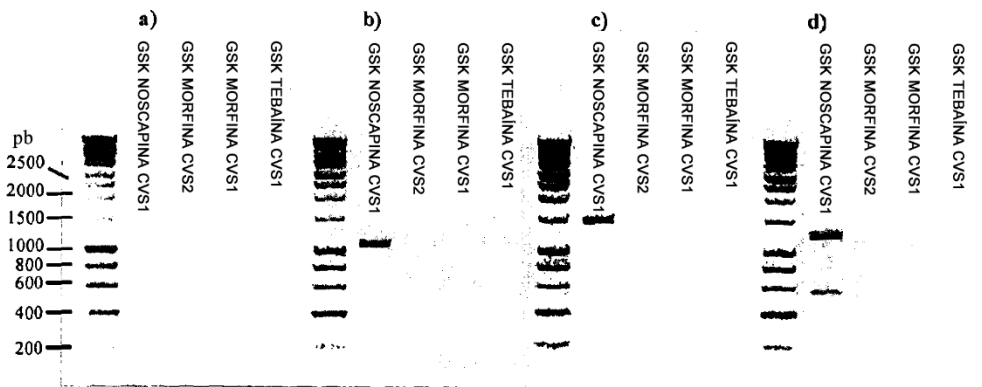 a)
GSK NOSCAPINA CVS1
GSK MORFINA CVS2
GSK MORFINA CVS1
GSK TEBAÍNA CVS1
b)
GSK NOSCAPINA CVS1
GSK MORFINA CVS2
GSK MORFINA CVS1
GSK TEBAÍNA CVS1
c)
GSK NOSCAPINA CVS1
GSK MORFINA CVS2
GSK MORFINA CVS1
GSK TEBAÍNA CVS1
d)
GSK NOSCAPINA CVS1
GSK MORFINA CVS2
GSK MORFINA CVS1
GSK TEBAÍNA CVS1
pb
2500
2000
1500
1000
800
600
400
200